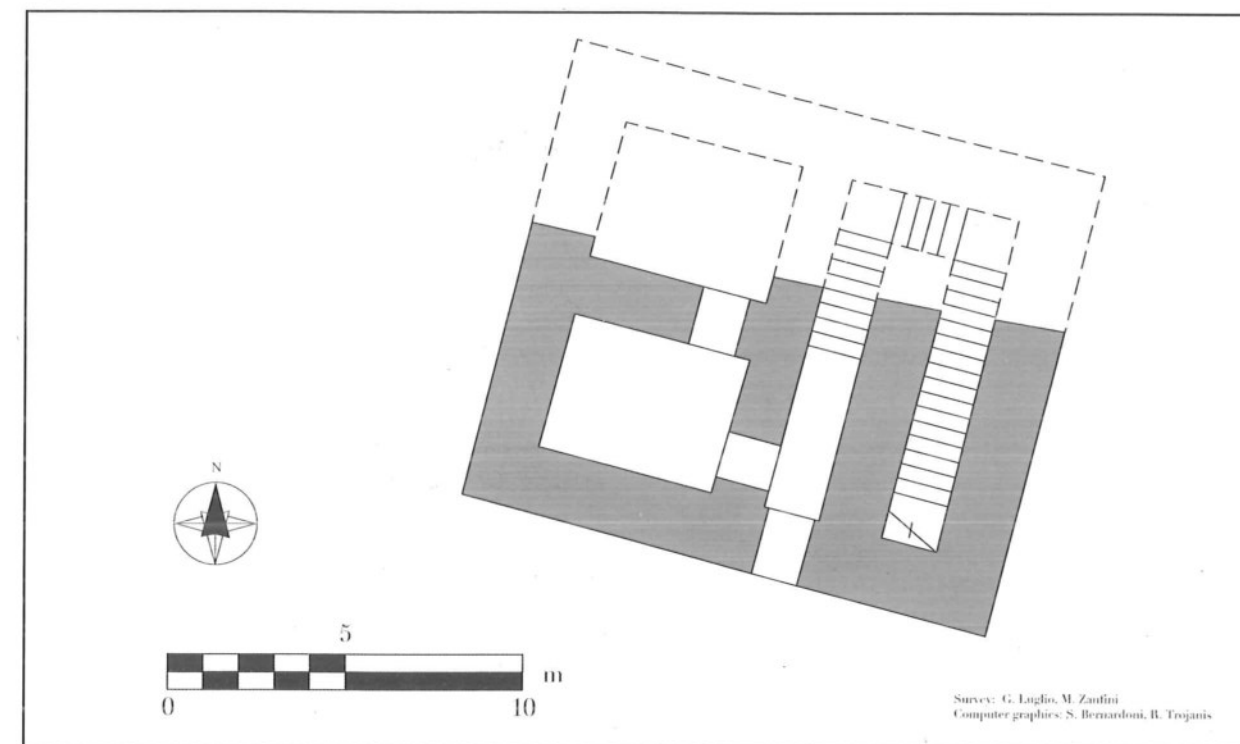 N
5
m
0 10
Survey: G. Luglio, M. Zanfini
Computer graphics: S. Bernardoni, R. Trojanis